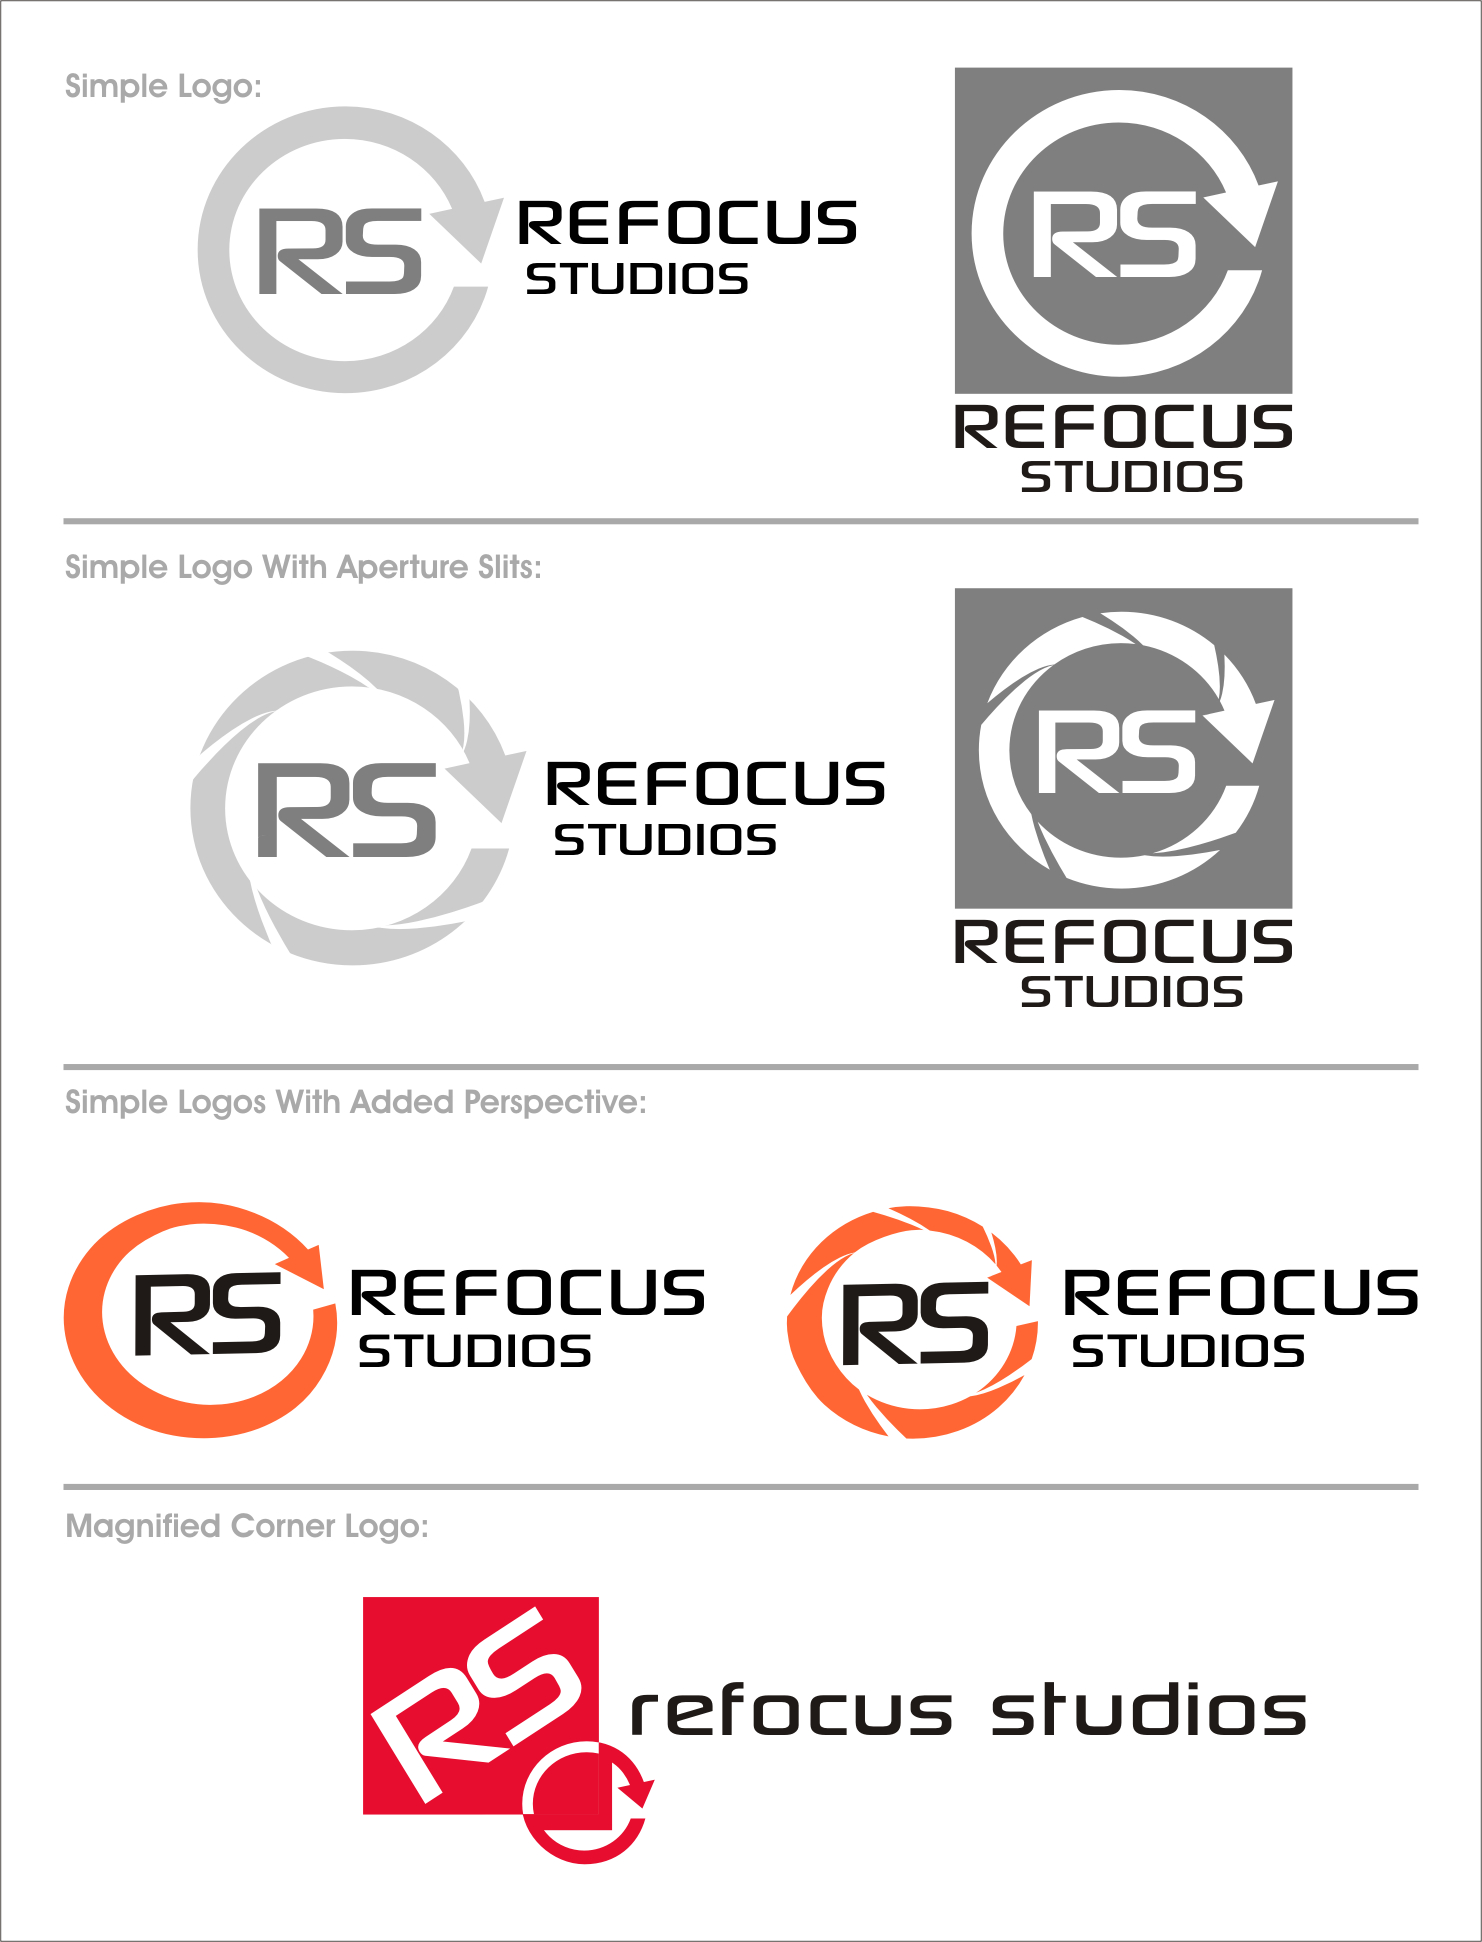 Simple Logo:
RS
REFOCUS
STUDIOS
RS
REFOCUS
STUDIOS
Simple Logo With Aperture Slits:
RS
REFOCUS
STUDIOS
RS
REFOCUS
STUDIOS
Simple Logos With Added Perspective:
RS
REFOCUS
STUDIOS
RS
REFOCUS
STUDIOS
Magnified Corner Logo:
RS
refocus studios